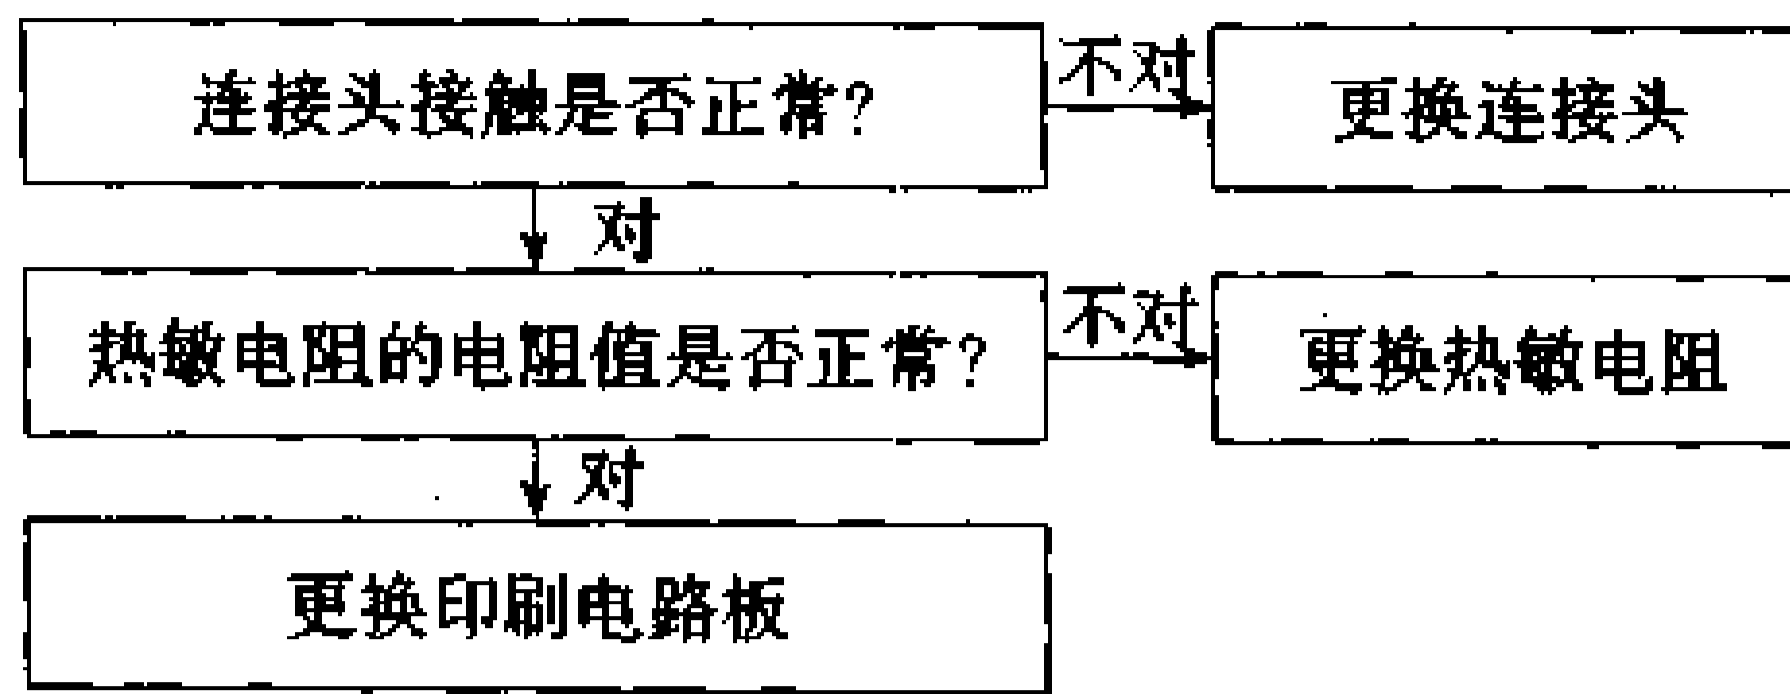 连接头接触是否正常?
不对
更换连接头
对
热敏电阻的电阻值是否正常?
不对
更换热敏电阻
对
更换印刷电路板